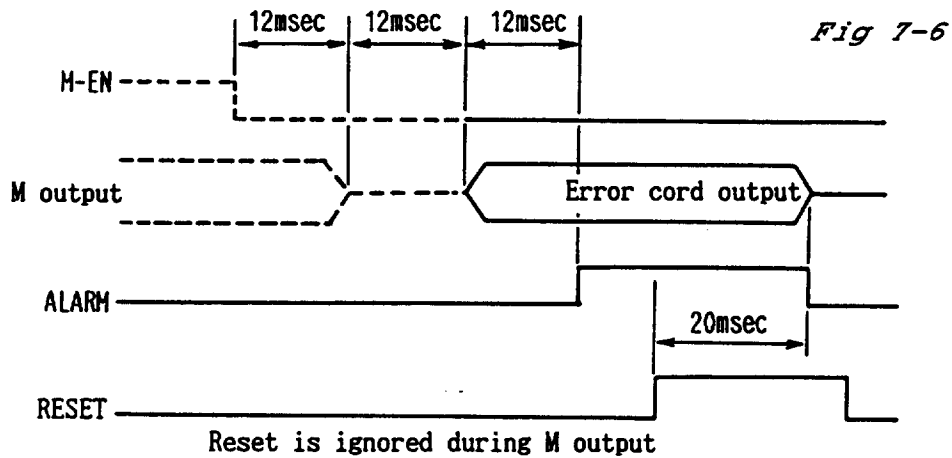 12msec 12msec 12msec
Fig 7-6
M-EN
M output
Error cord output
ALARM
20msec
RESET
Reset is ignored during M output